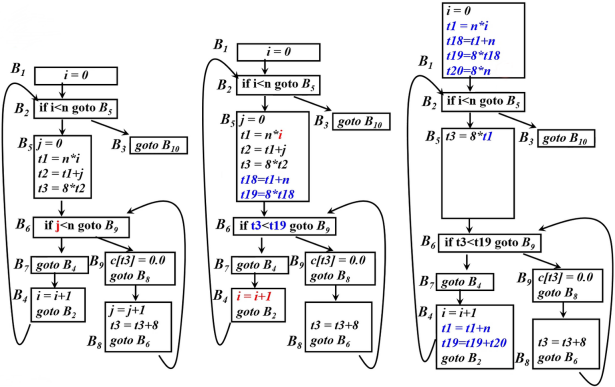 B1
i = 0
B2
if i<n goto B5
B5
j = 0
t1 = n*i
t2 = t1+j
t3 = 8*t2
B3
goto B10
B6
if j<n goto B9
B7
goto B4
B9
c[t3] = 0.0
goto B8
B4
i = i+1
goto B2
B8
j = j+1
t3 = t3+8
goto B6
B1
i = 0
B2
if i<n goto B5
B5
j = 0
t1 = n*i
t2 = t1+j
t3 = 8*t2
t18=t1+n
t19=8*t18
B3
goto B10
B6
if t3<t19 goto B9
B7
goto B4
B9
c[t3] = 0.0
goto B8
B4
i = i+1
goto B2
B8
t3 = t3+8
goto B6
B1
i = 0
t1 = n*i
t18=t1+n
t19=8*t18
t20=8*n
B2
if i<n goto B5
B5
t3 = 8*t1
B3
goto B10
B6
if t3<t19 goto B9
B7
goto B4
B9
c[t3] = 0.0
goto B8
B4
i = i+1
t1 = t1+n
t19=t19+t20
goto B2
B8
t3 = t3+8
goto B6